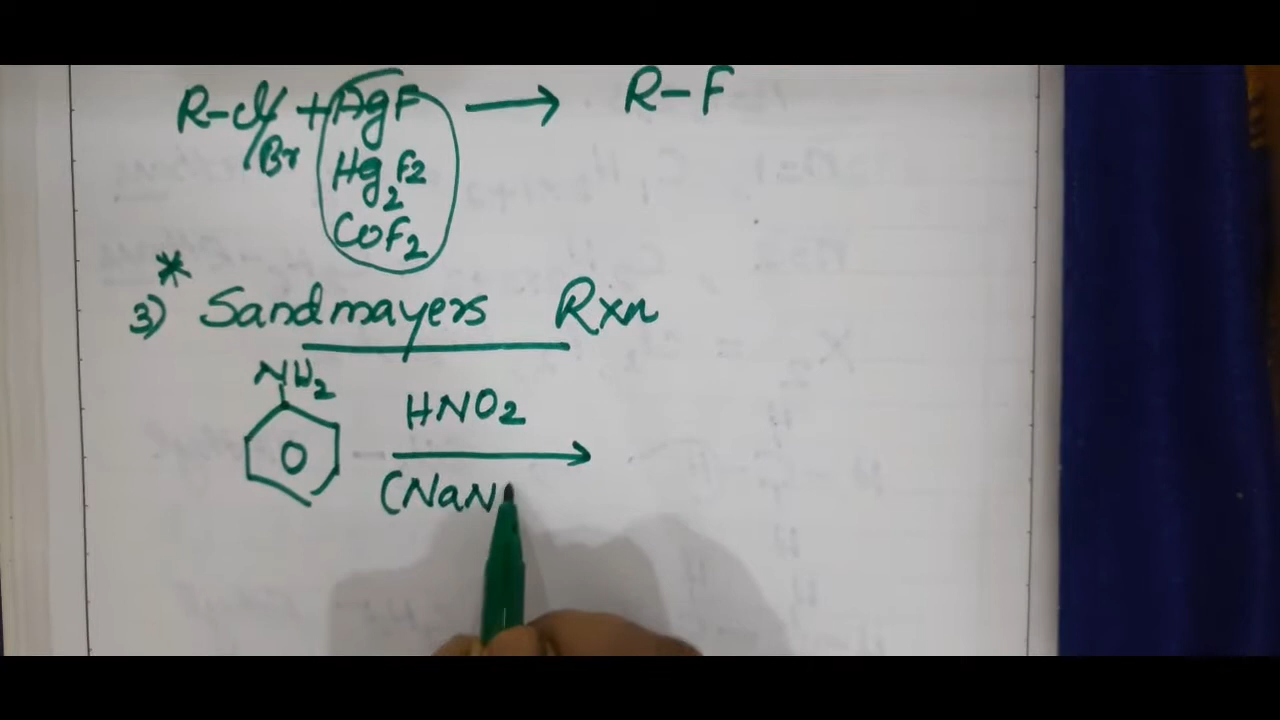 R-Cl/Br + AgF → R-F
Hg2F2
CoF2
*
3) Sandmayers Rxn
NH2
HNO2
(NaN